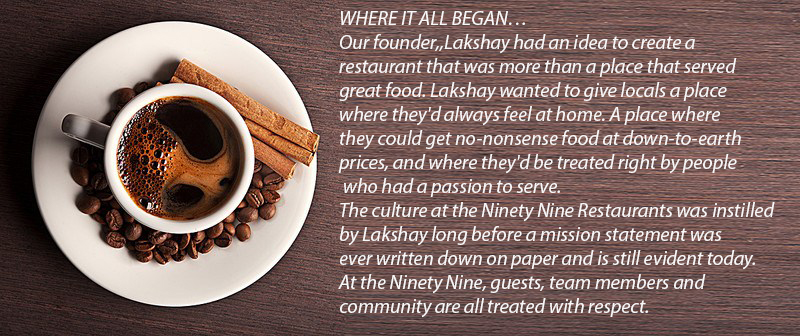 WHERE IT ALL BEGAN...
Our founder,,Lakshay had an idea to create a
restaurant that was more than a place that served
great food. Lakshay wanted to give locals a place
where they'd always feel at home. A place where
they could get no-nonsense food at down-to-earth
prices, and where they'd be treated right by people
who had a passion to serve.
The culture at the Ninety Nine Restaurants was instilled
by Lakshay long before a mission statement was
ever written down on paper and is still evident today.
At the Ninety Nine, guests, team members and
community are all treated with respect.